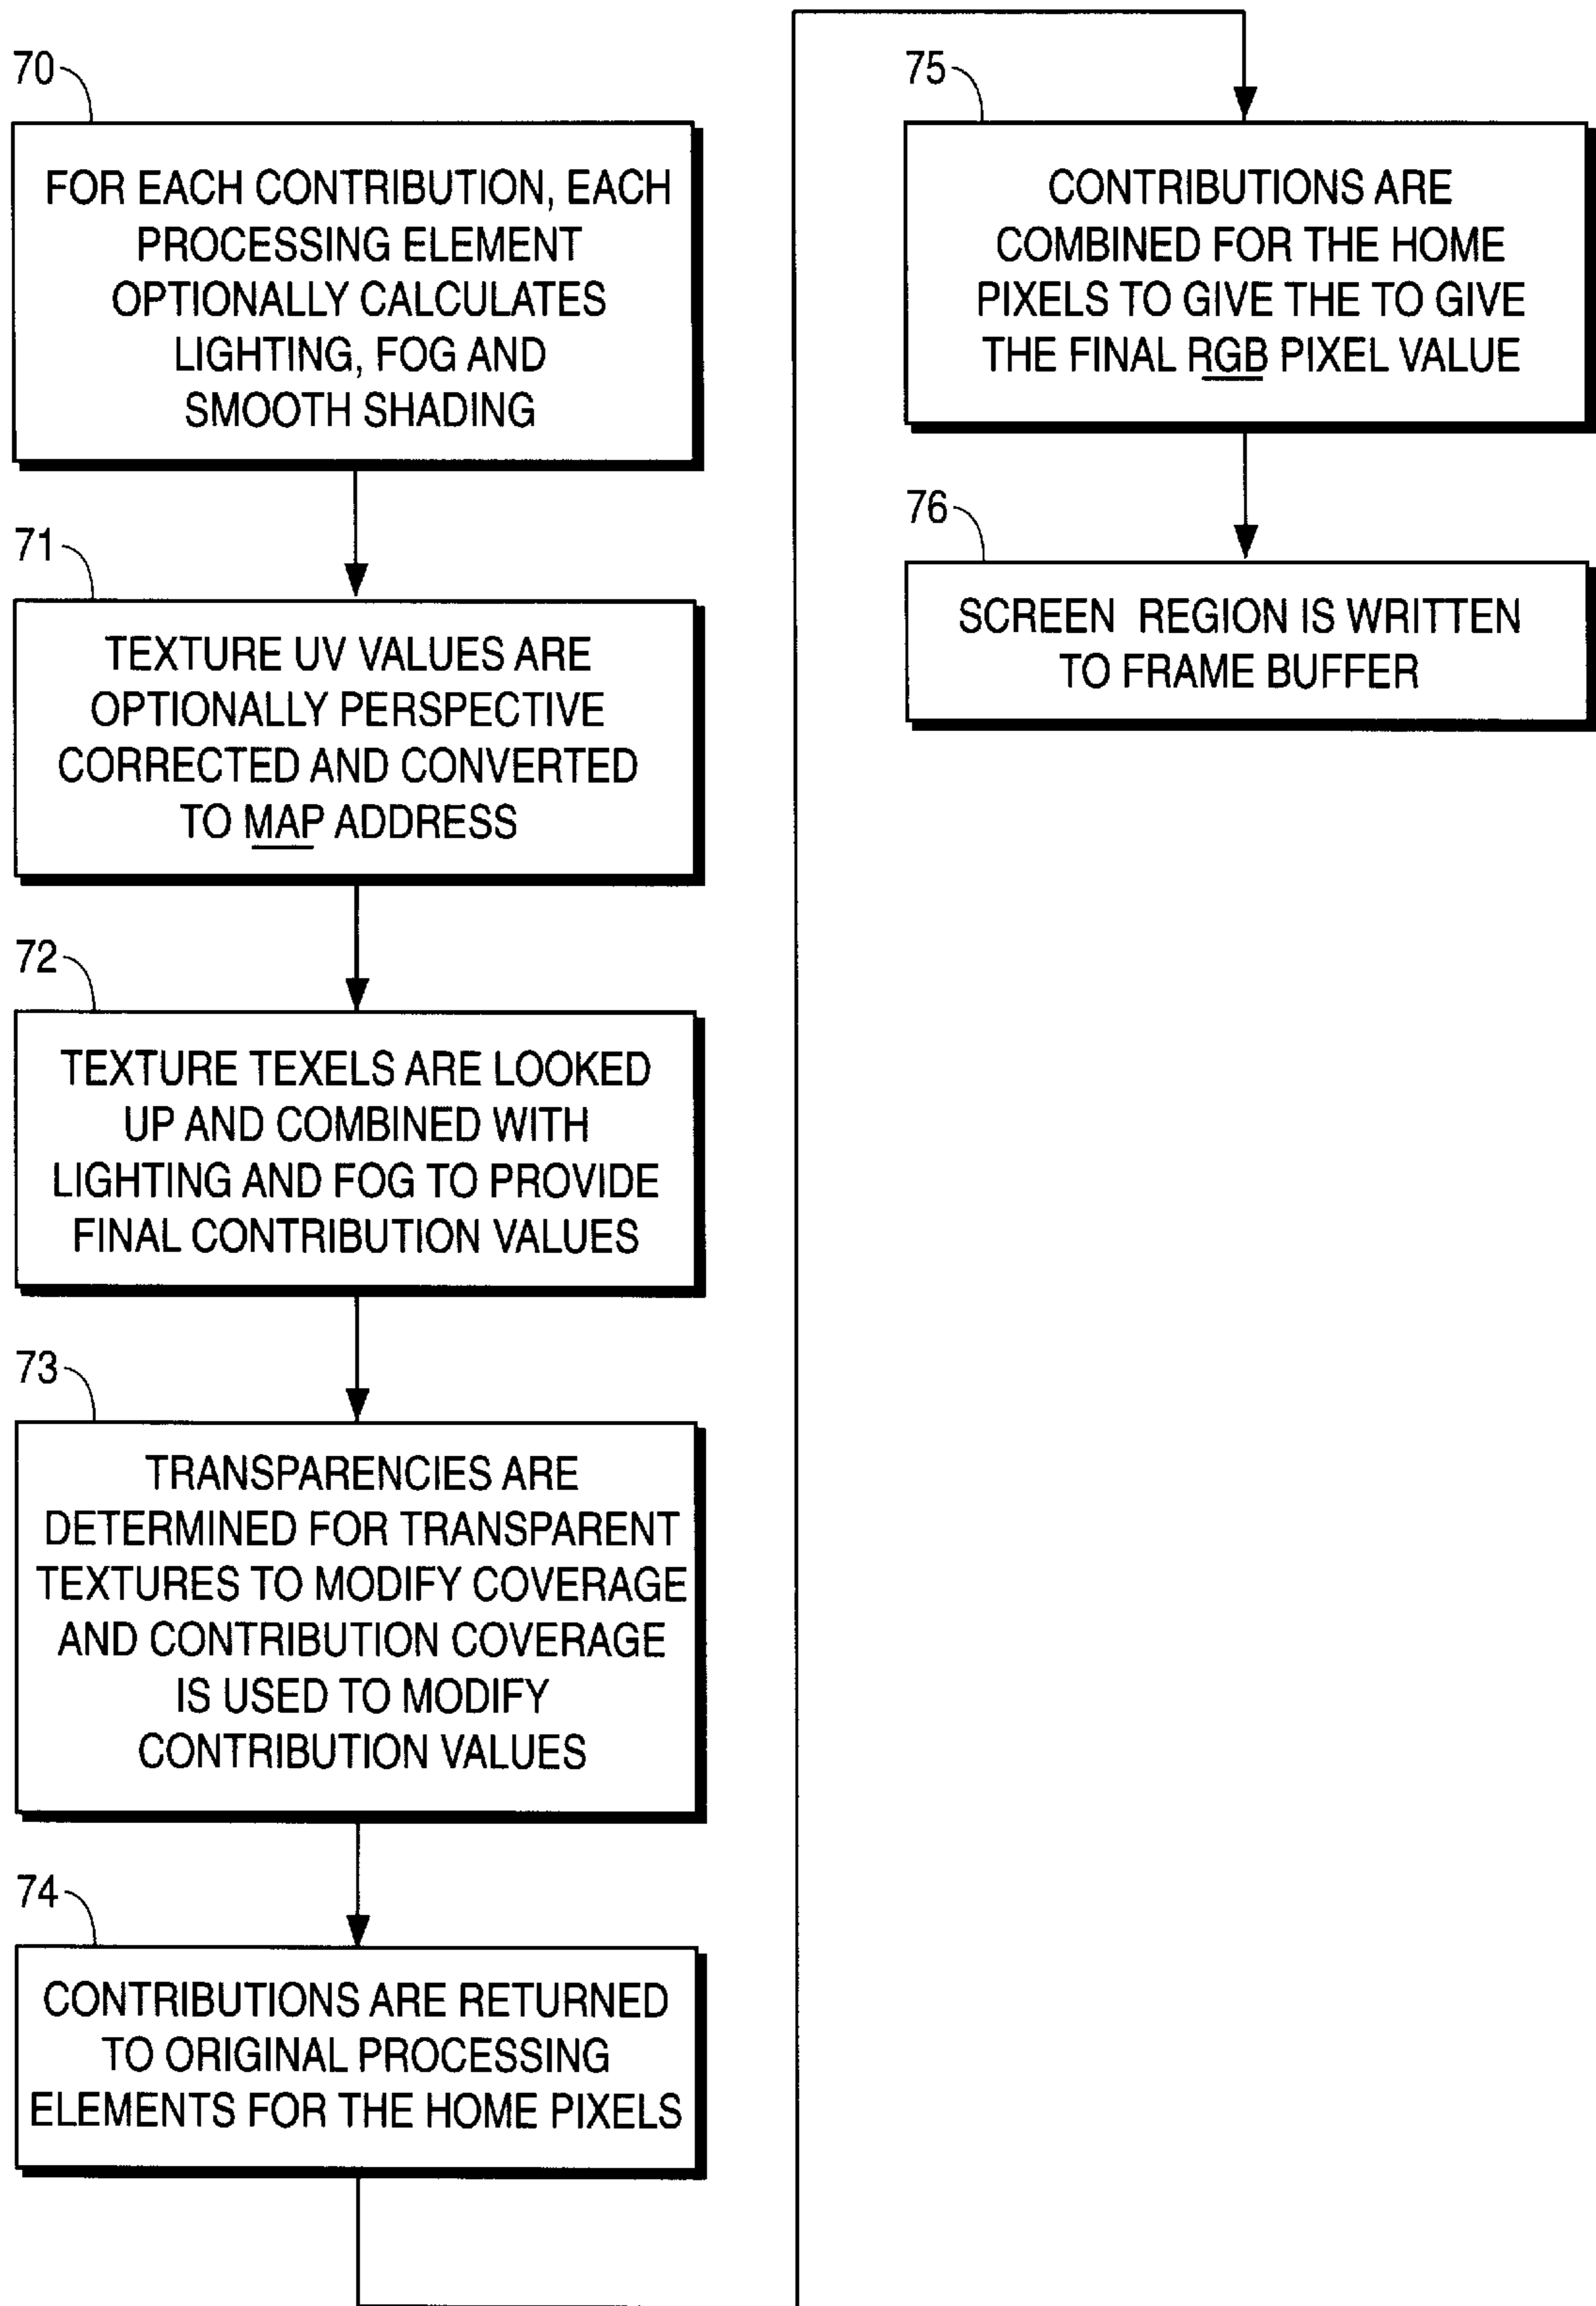 70
FOR EACH CONTRIBUTION, EACH
PROCESSING ELEMENT
OPTIONALLY CALCULATES
LIGHTING, FOG AND
SMOOTH SHADING
71
TEXTURE UV VALUES ARE
OPTIONALLY PERSPECTIVE
CORRECTED AND CONVERTED
TO MAP ADDRESS
72
TEXTURE TEXELS ARE LOOKED
UP AND COMBINED WITH
LIGHTING AND FOG TO PROVIDE
FINAL CONTRIBUTION VALUES
73
TRANSPARENCIES ARE
DETERMINED FOR TRANSPARENT
TEXTURES TO MODIFY COVERAGE
AND CONTRIBUTION COVERAGE
IS USED TO MODIFY
CONTRIBUTION VALUES
74
CONTRIBUTIONS ARE RETURNED
TO ORIGINAL PROCESSING
ELEMENTS FOR THE HOME PIXELS
75
CONTRIBUTIONS ARE
COMBINED FOR THE HOME
PIXELS TO GIVE THE TO GIVE
THE FINAL RGB PIXEL VALUE
76
SCREEN REGION IS WRITTEN
TO FRAME BUFFER